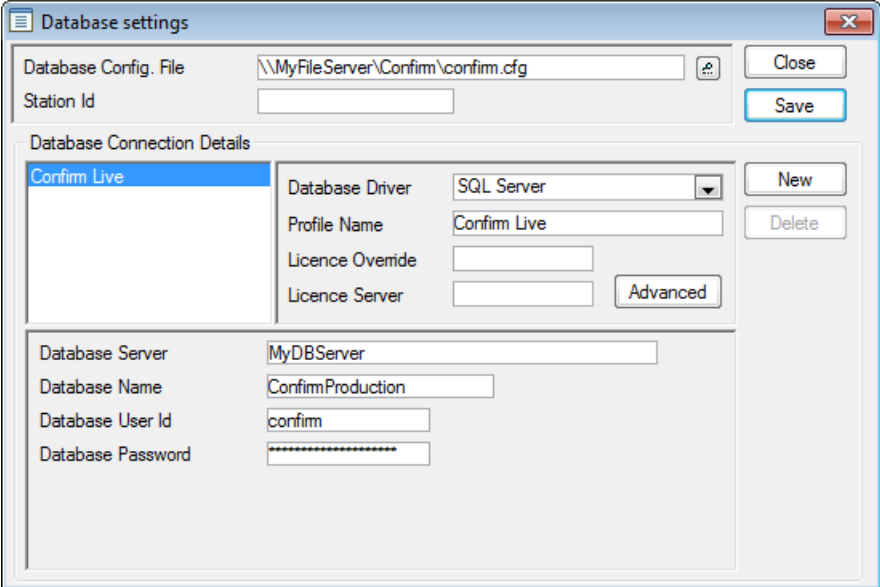 Database settings
Database Config. File \\MyFileServer\Confirm\confirm.cfg
Close
Station Id
Save
Database Connection Details
Confirm Live
Database Driver SQL Server
New
Profile Name Confirm Live
Delete
Licence Override
Licence Server
Advanced
Database Server MyDBServer
Database Name ConfirmProduction
Database User Id confirm
Database Password ********************